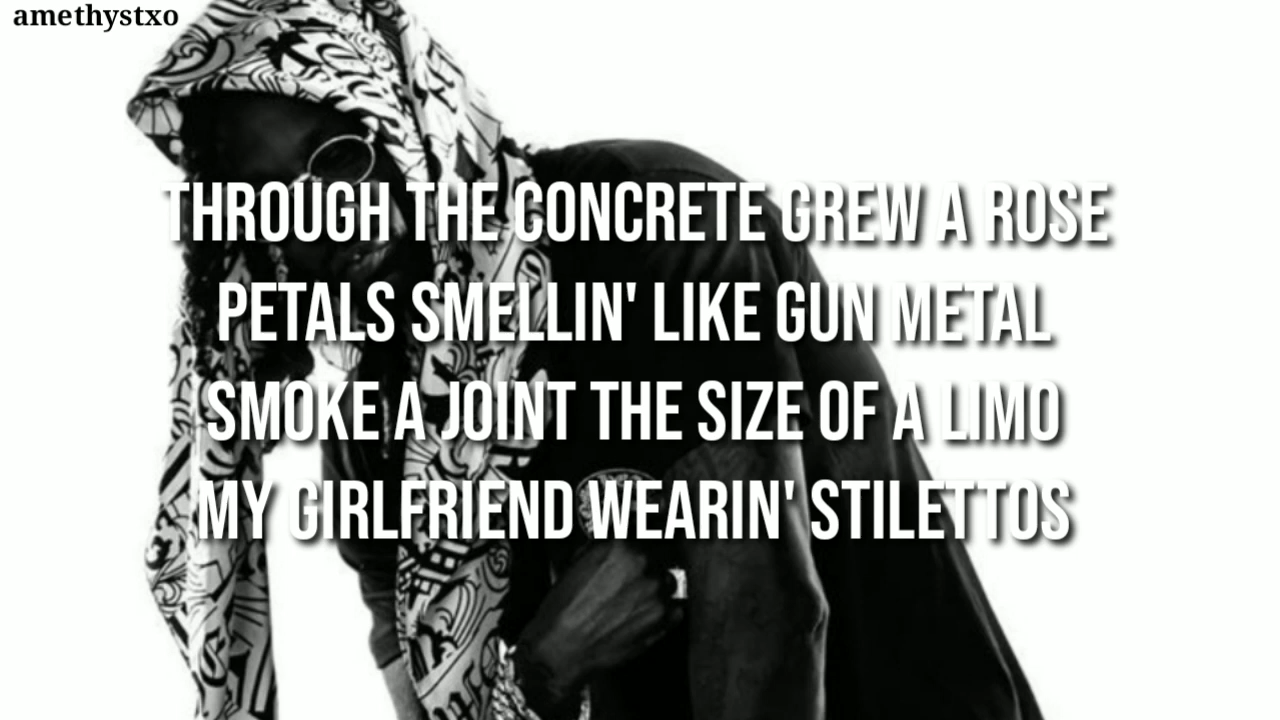 amethystxo
THROUGH THE CONCRETE GREW A ROSE
PETALS SMELLIN' LIKE GUN METAL
SMOKE A JOINT THE SIZE OF A LIMO
MY GIRLFRIEND WEARIN' STILETTOS